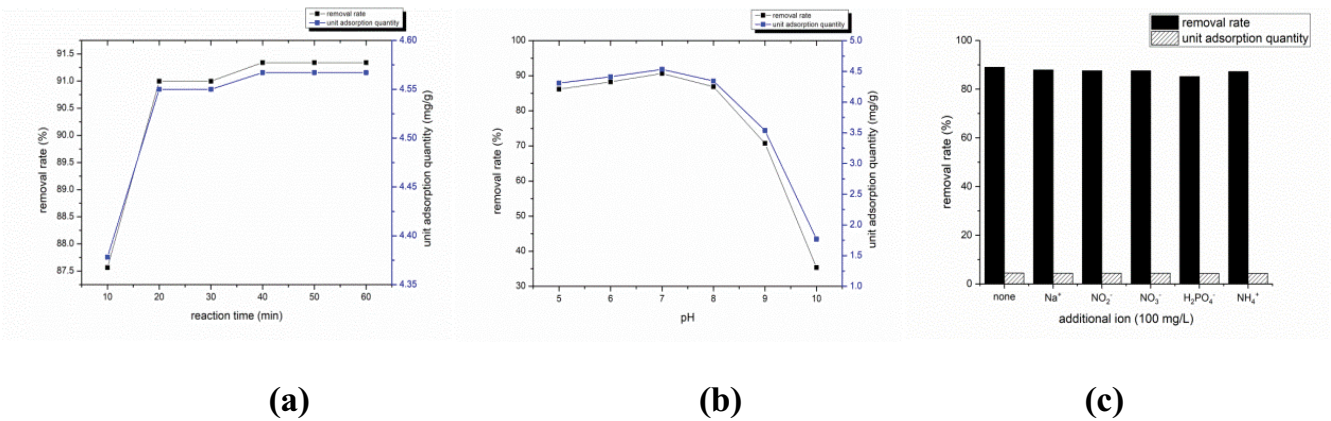 removal rate
unit adsorption quantity
91.5
91.0
90.5
90.0
89.5
89.0
88.5
88.0
87.5
removal rate (%)
4.60
4.55
4.50
4.45
4.40
4.35
unit adsorption quantity (mg/g)
10 20 30 40 50 60
reaction time (min)
removal rate
unit adsorption quantity
100
90
80
70
60
50
40
30
removal rate (%)
5.0
4.5
4.0
3.5
3.0
2.5
2.0
1.5
1.0
unit adsorption quantity (mg/g)
5 6 7 8 9 10
pH
removal rate
unit adsorption quantity
100
80
60
40
20
0
removal rate (%)
none Na⁺ NO₂⁻ NO₃⁻ H₂PO₄⁻ NH₄⁺
additional ion (100 mg/L)
(a) (b) (c)